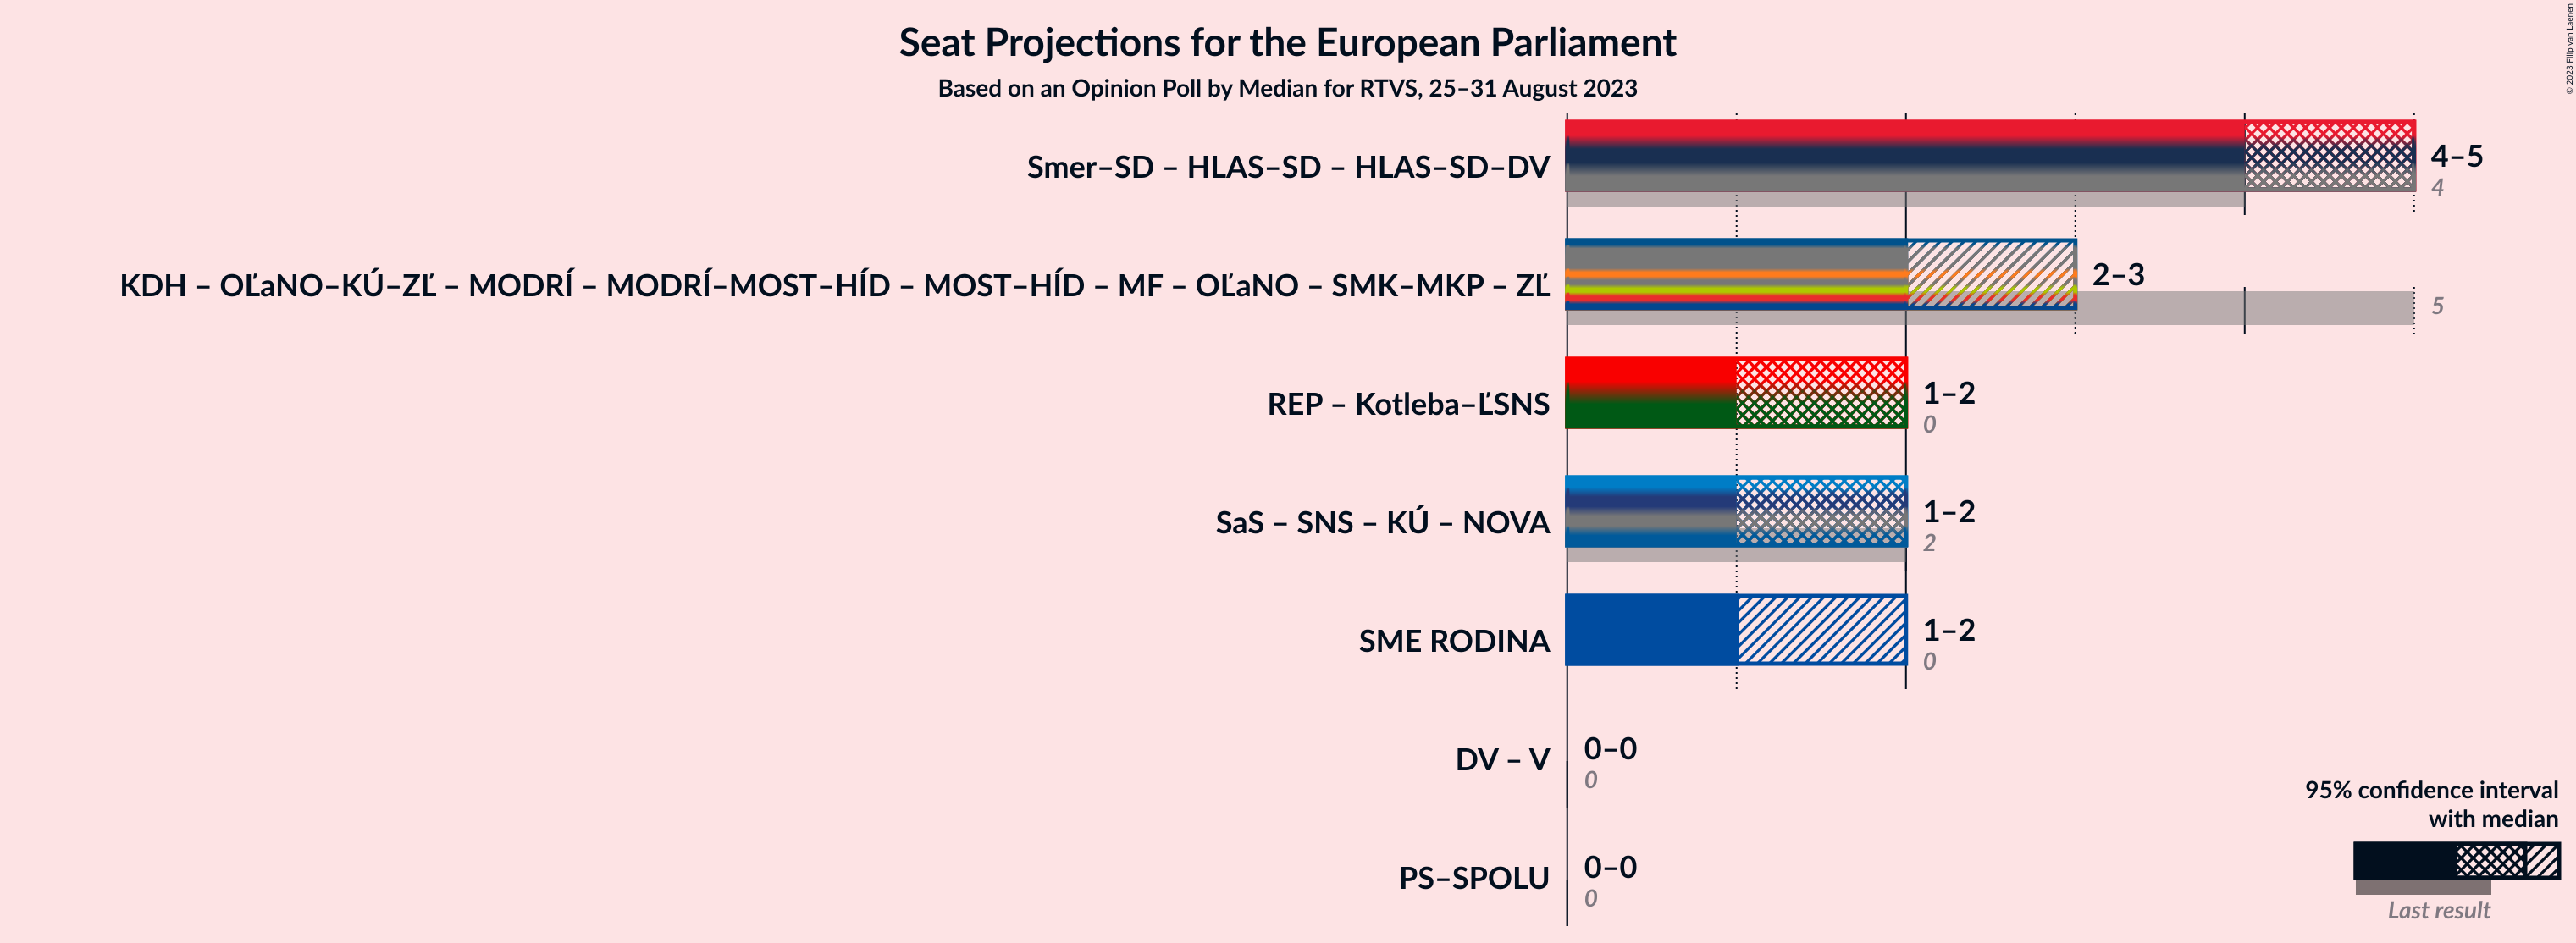 Seat Projections for the European Parliament
Based on an Opinion Poll by Median for RTVS, 25–31 August 2023
© 2023 Filip van Laenen
Smer–SD – HLAS–SD – HLAS–SD–DV
4–5
4
KDH – OĽaNO–KÚ–ZĽ – MODRÍ – MODRÍ–MOST–HÍD – MOST–HÍD – MF – OĽaNO – SMK–MKP – ZĽ
2–3
5
REP – Kotleba–ĽSNS
1–2
0
SaS – SNS – KÚ – NOVA
1–2
2
SME RODINA
1–2
0
DV – V
0–0
0
PS–SPOLU
0–0
0
95% confidence interval
with median
Last result